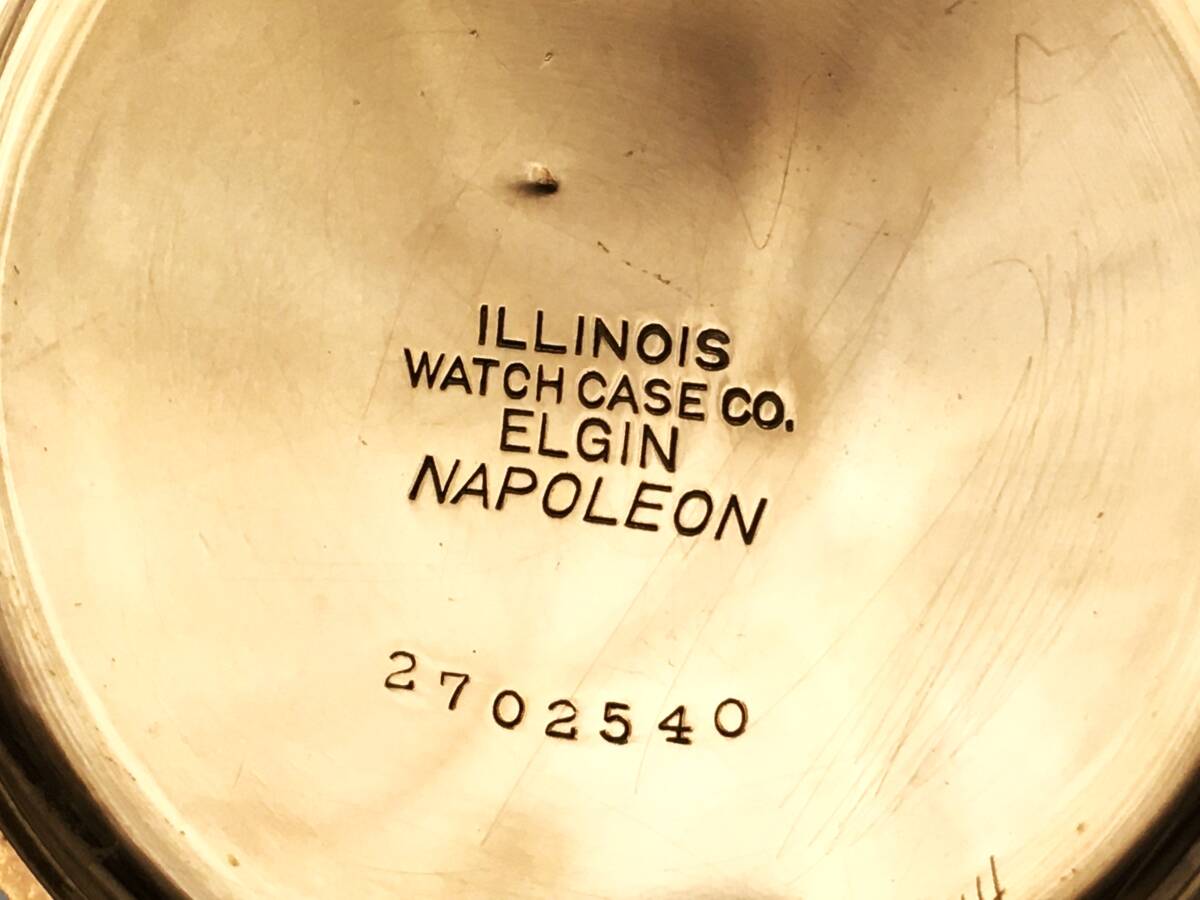 ILLINOIS
WATCH CASE CO.
ELGIN
NAPOLEON
2702540